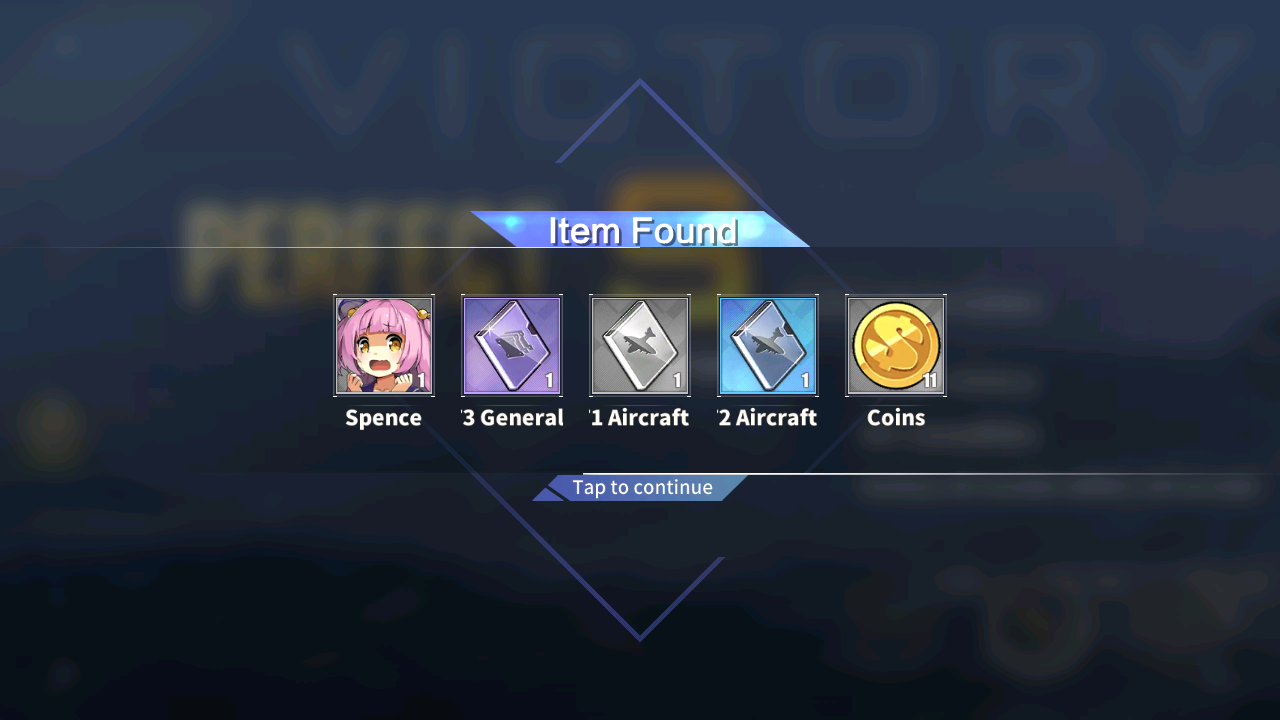 VICTORY
PERFECT S
Item Found
1 1 1 1 11
Spence '3 General '1 Aircraft '2 Aircraft Coins
Tap to continue